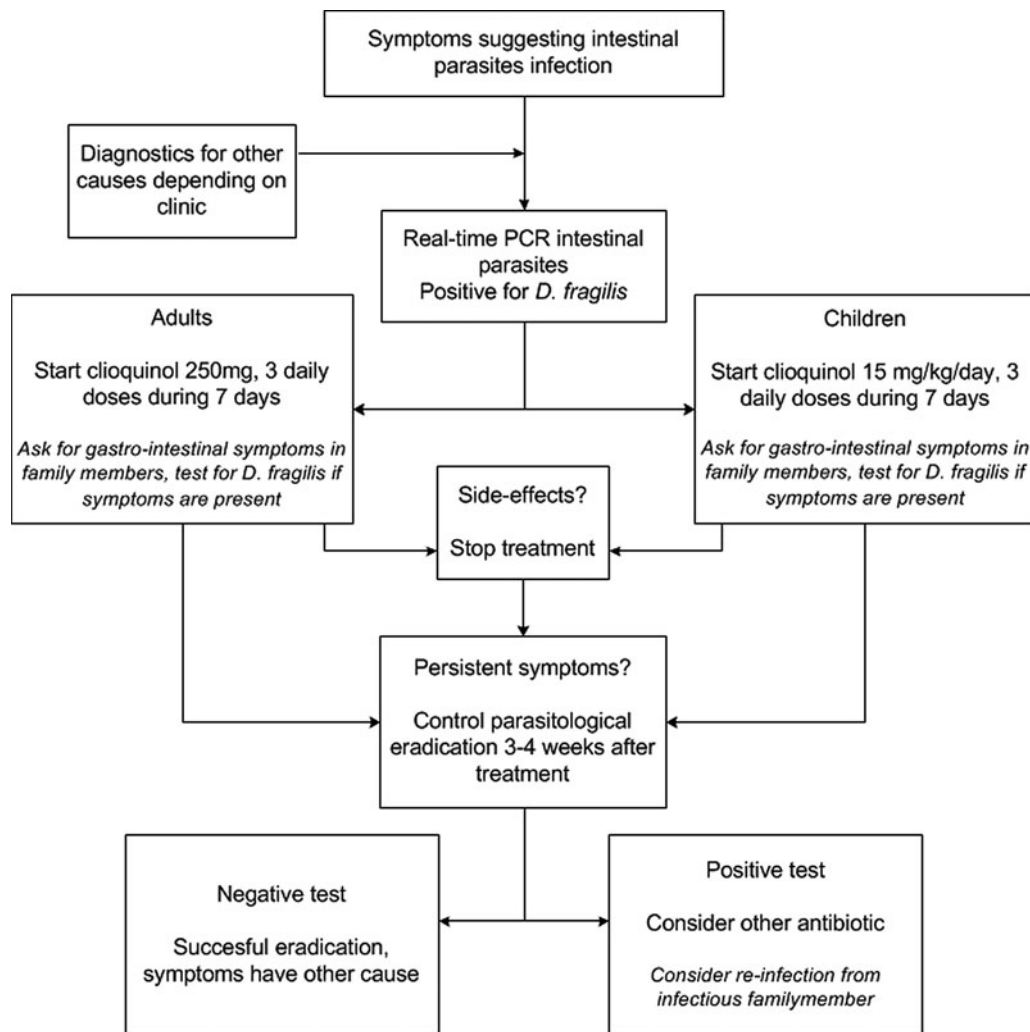 Symptoms suggesting intestinal
parasites infection
Diagnostics for other
causes depending on
clinic
Real-time PCR intestinal
parasites
Positive for D. fragilis
Adults
Start clioquinol 250mg, 3 daily
doses during 7 days
Ask for gastro-intestinal symptoms in
family members, test for D. fragilis if
symptoms are present
Children
Start clioquinol 15 mg/kg/day, 3
daily doses during 7 days
Ask for gastro-intestinal symptoms in
family members, test for D. fragilis if
symptoms are present
Side-effects?
Stop treatment
Persistent symptoms?
Control parasitological
eradication 3-4 weeks after
treatment
Negative test
Succesful eradication,
symptoms have other cause
Positive test
Consider other antibiotic
Consider re-infection from
infectious familymember